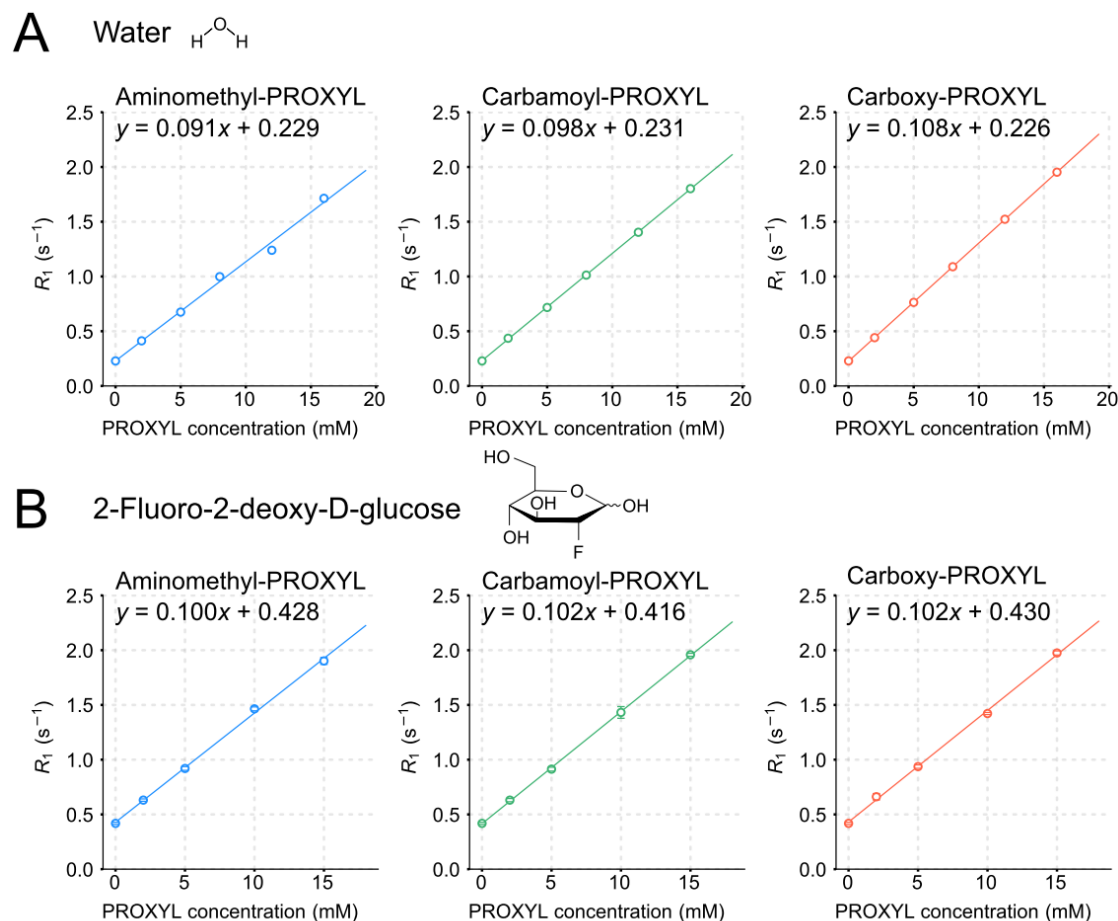 A Water H O H
Aminomethyl-PROXYL
y = 0.091x + 0.229
R₁ (s⁻¹)
2.5
2.0
1.5
1.0
0.5
0.0
0 5 10 15 20
PROXYL concentration (mM)
Carbamoyl-PROXYL
y = 0.098x + 0.231
R₁ (s⁻¹)
2.5
2.0
1.5
1.0
0.5
0.0
0 5 10 15 20
PROXYL concentration (mM)
Carboxy-PROXYL
y = 0.108x + 0.226
R₁ (s⁻¹)
2.5
2.0
1.5
1.0
0.5
0.0
0 5 10 15 20
PROXYL concentration (mM)
B 2-Fluoro-2-deoxy-D-glucose
HO
O
OH
OH
OH
F
Aminomethyl-PROXYL
y = 0.100x + 0.428
R₁ (s⁻¹)
2.5
2.0
1.5
1.0
0.5
0.0
0 5 10 15
PROXYL concentration (mM)
Carbamoyl-PROXYL
y = 0.102x + 0.416
R₁ (s⁻¹)
2.5
2.0
1.5
1.0
0.5
0.0
0 5 10 15
PROXYL concentration (mM)
Carboxy-PROXYL
y = 0.102x + 0.430
R₁ (s⁻¹)
2.5
2.0
1.5
1.0
0.5
0.0
0 5 10 15
PROXYL concentration (mM)